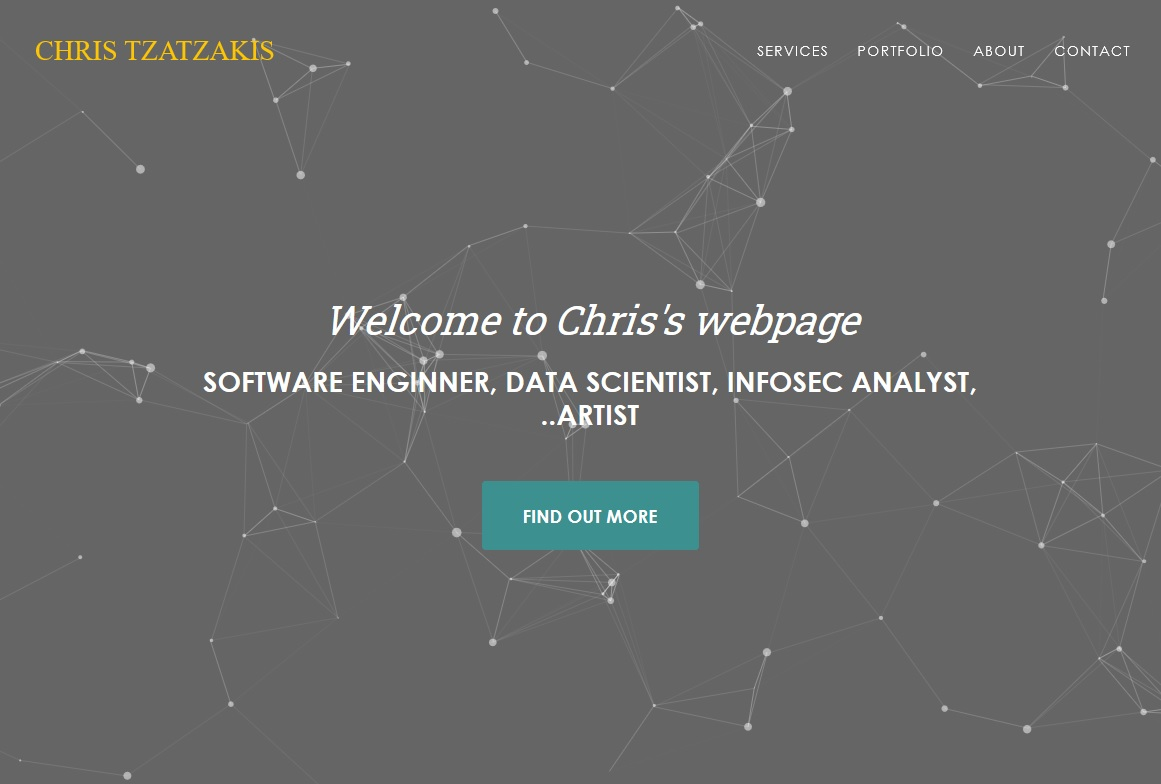 CHRIS TZATZAKIS
SERVICES PORTFOLIO ABOUT CONTACT
Welcome to Chris's webpage
SOFTWARE ENGINNER, DATA SCIENTIST, INFOSEC ANALYST,
..ARTIST
FIND OUT MORE